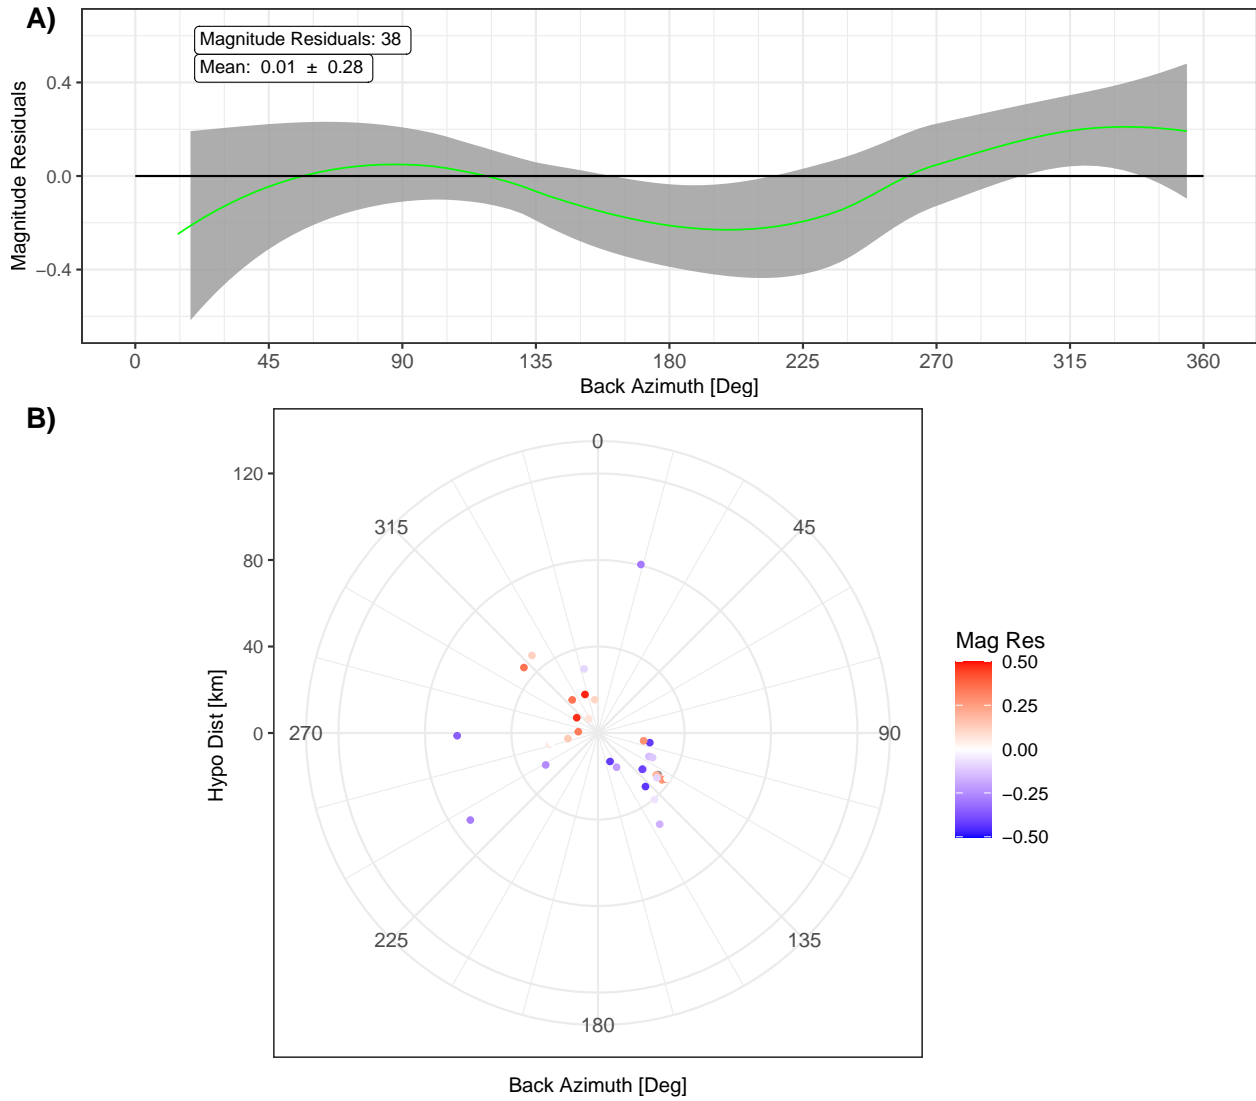 A)
Magnitude Residuals: 38
Mean: 0.01 ± 0.28
Magnitude Residuals
0.4
0.0
−0.4
0 45 90 135 180 225 270 315 360
Back Azimuth [Deg]
B)
Hypo Dist [km]
120
80
40
0
0
45
90
135
180
225
270
315
Back Azimuth [Deg]
Mag Res
0.50
0.25
0.00
−0.25
−0.50